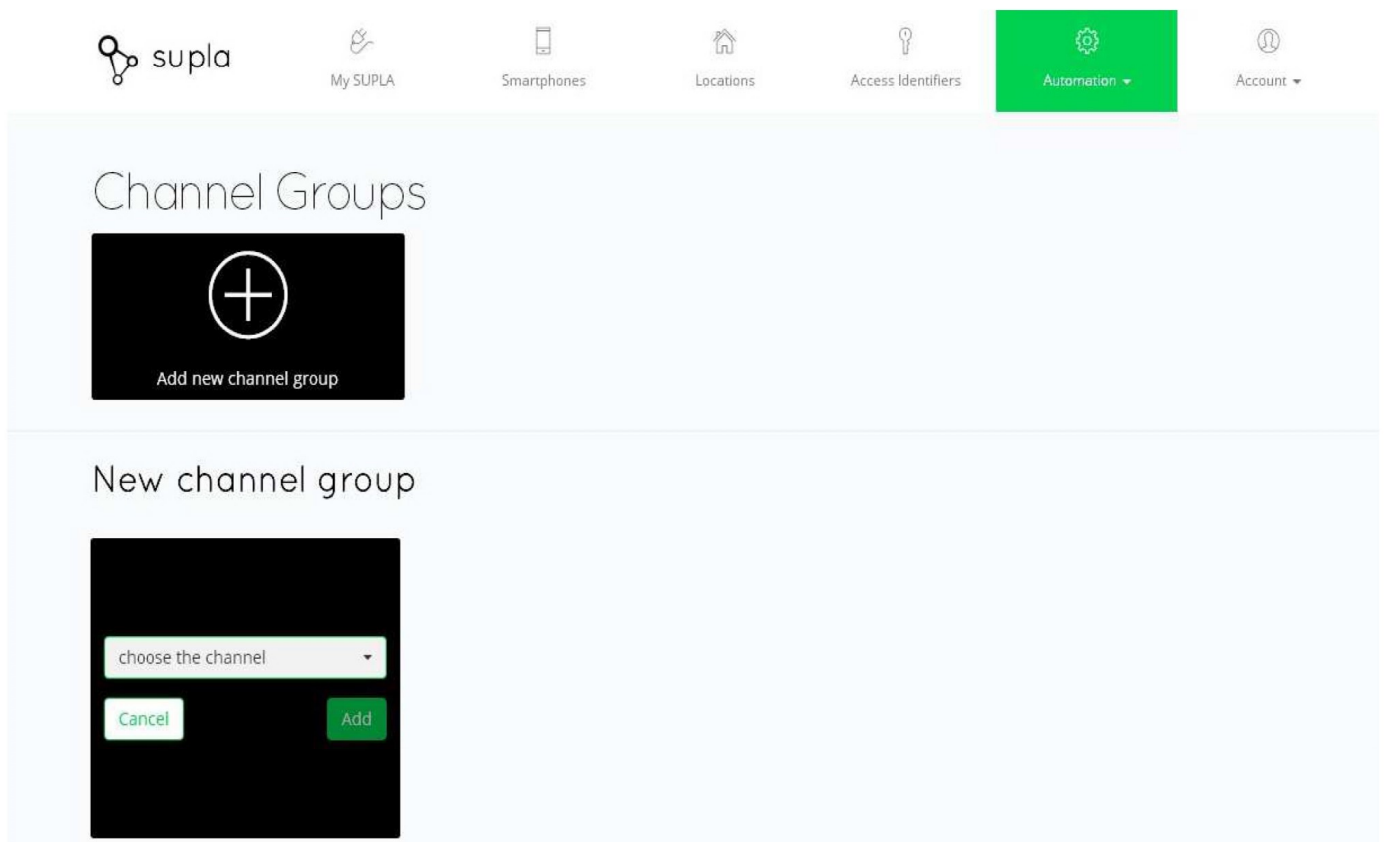 supla
My SUPLA
Smartphones
Locations
Access Identifiers
Automation
Account
Channel Groups
Add new channel group
New channel group
choose the channel
Cancel
Add